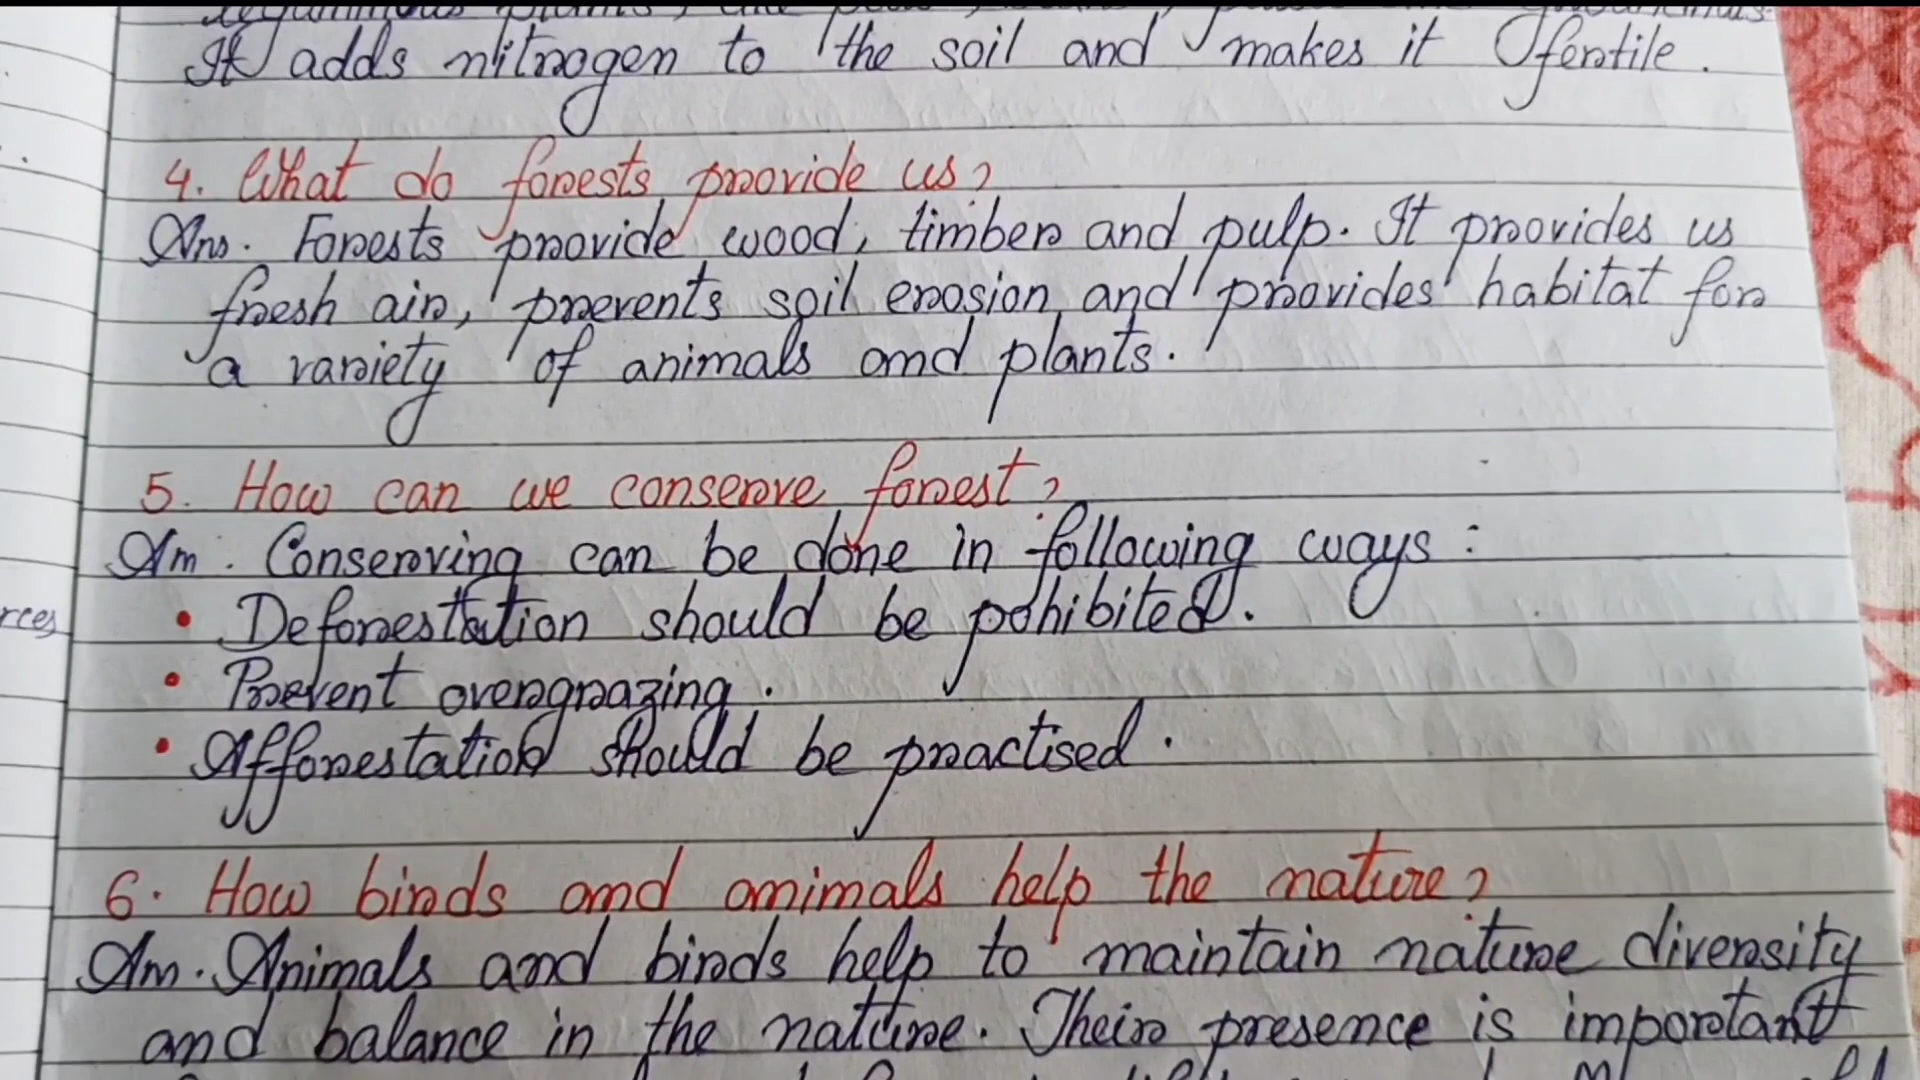 It adds nitrogen to the soil and makes it fertile.
4. What do forests provide us?
Ans. Forests provide wood, timber and pulp. It provides us
fresh air, prevents soil erosion and provides habitat for
a variety of animals and plants.
5. How can we conserve forest?
An. Conserving can be done in following ways:
• Deforestation should be pohibited.
rces
• Prevent overgrazing.
• Afforestation should be practised.
6. How birds and animals help the nature?
An. Animals and birds help to maintain nature diversity
and balance in the nature. Their presence is important